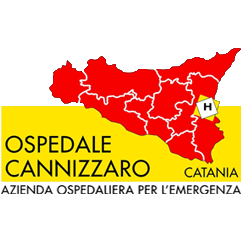 H
OSPEDALE
CANNIZZARO
CATANIA
AZIENDA OSPEDALIERA PER L'EMERGENZA